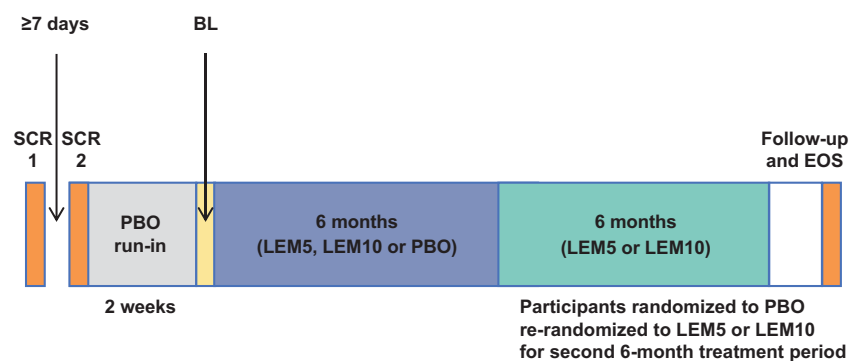 ≥7 days
BL
SCR
1
SCR
2
Follow-up
and EOS
PBO
run-in
6 months
(LEM5, LEM10 or PBO)
6 months
(LEM5 or LEM10)
2 weeks
Participants randomized to PBO
re-randomized to LEM5 or LEM10
for second 6-month treatment period